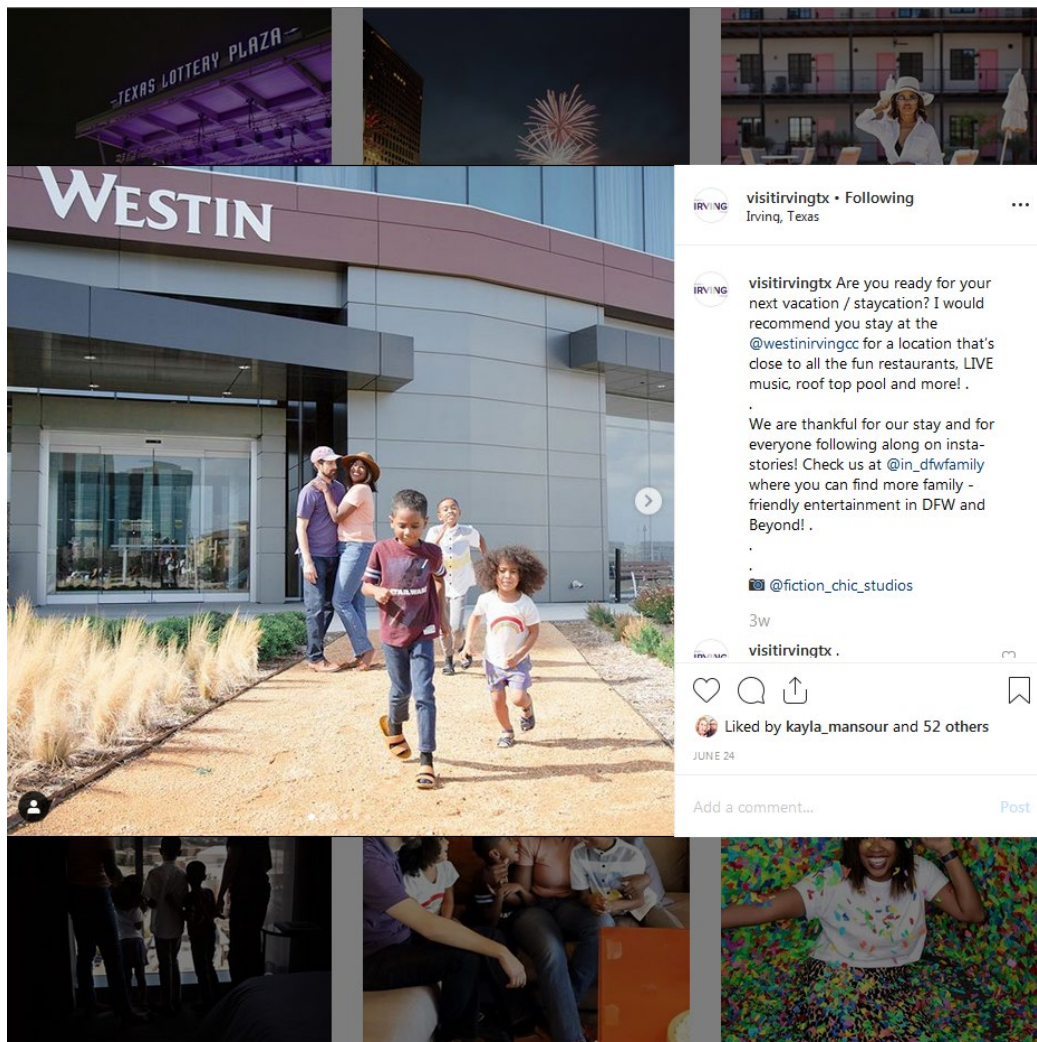 TEXAS LOTTERY PLAZA
WESTIN
STAR WARS
IRVING
visitirvingtx • Following
Irving, Texas
IRVING
visitirvingtx Are you ready for your
next vacation / staycation? I would
recommend you stay at the
@westinirvingcc for a location that's
close to all the fun restaurants, LIVE
music, roof top pool and more! .
.
We are thankful for our stay and for
everyone following along on insta-
stories! Check us at @in_dfwfamily
where you can find more family -
friendly entertainment in DFW and
Beyond! .
.
.
📷 @fiction_chic_studios
3w
IRVING
visitirvingtx .
Liked by kayla_mansour and 52 others
JUNE 24
Add a comment... Post